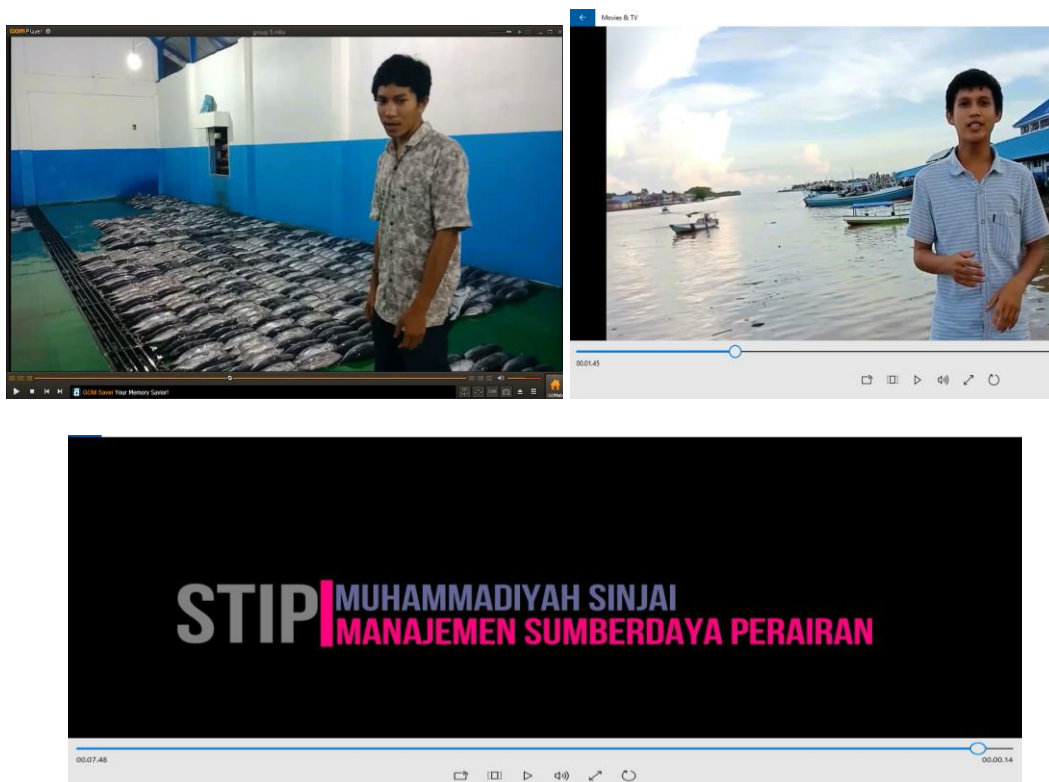 GOM Player
group 5.mkv
Movies & TV
GOM Saver Your Memory Savior!
00.01.45
STIP
MUHAMMADIYAH SINJAI
MANAJEMEN SUMBERDAYA PERAIRAN
00.07.48
00.00.14